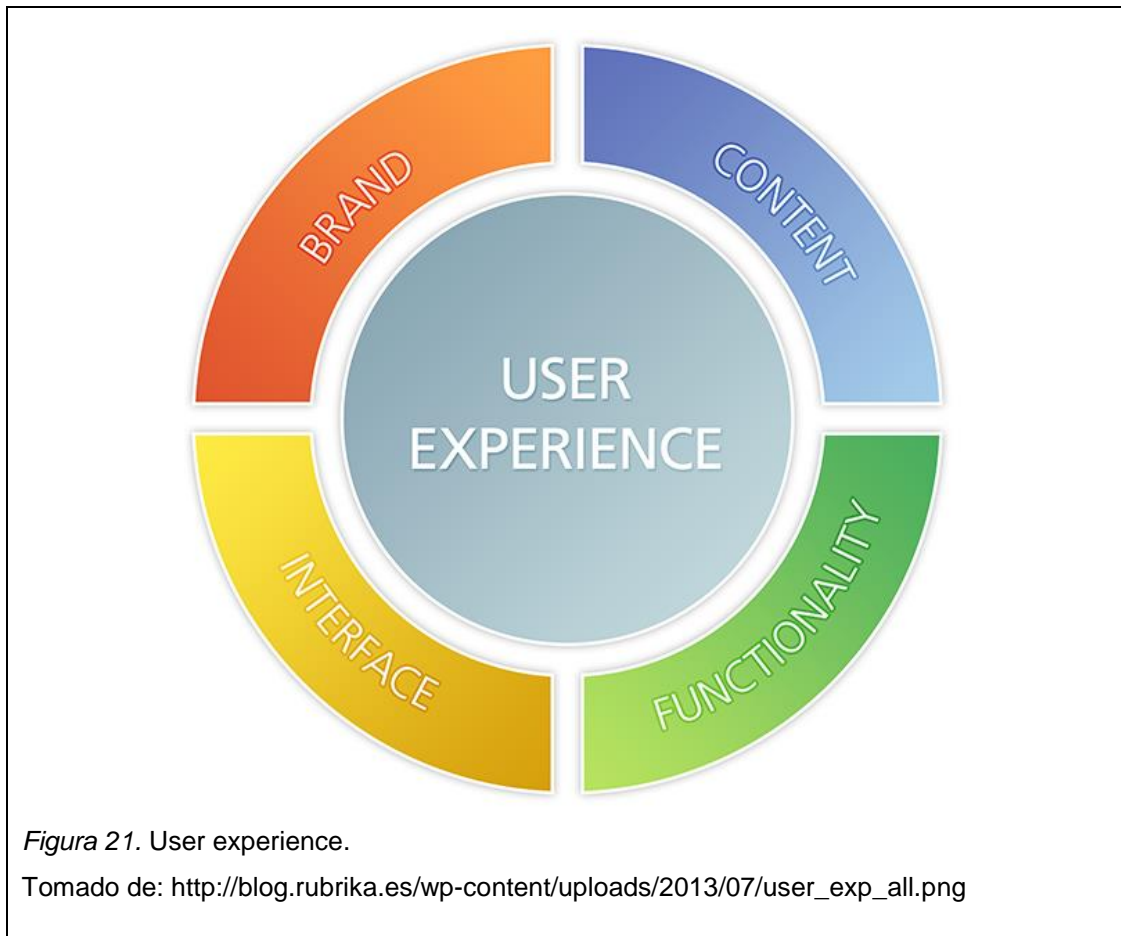 BRAND
CONTENT
USER
EXPERIENCE
INTERFACE
FUNCTIONALITY
Figura 21. User experience.
Tomado de: http://blog.rubrika.es/wp-content/uploads/2013/07/user_exp_all.png